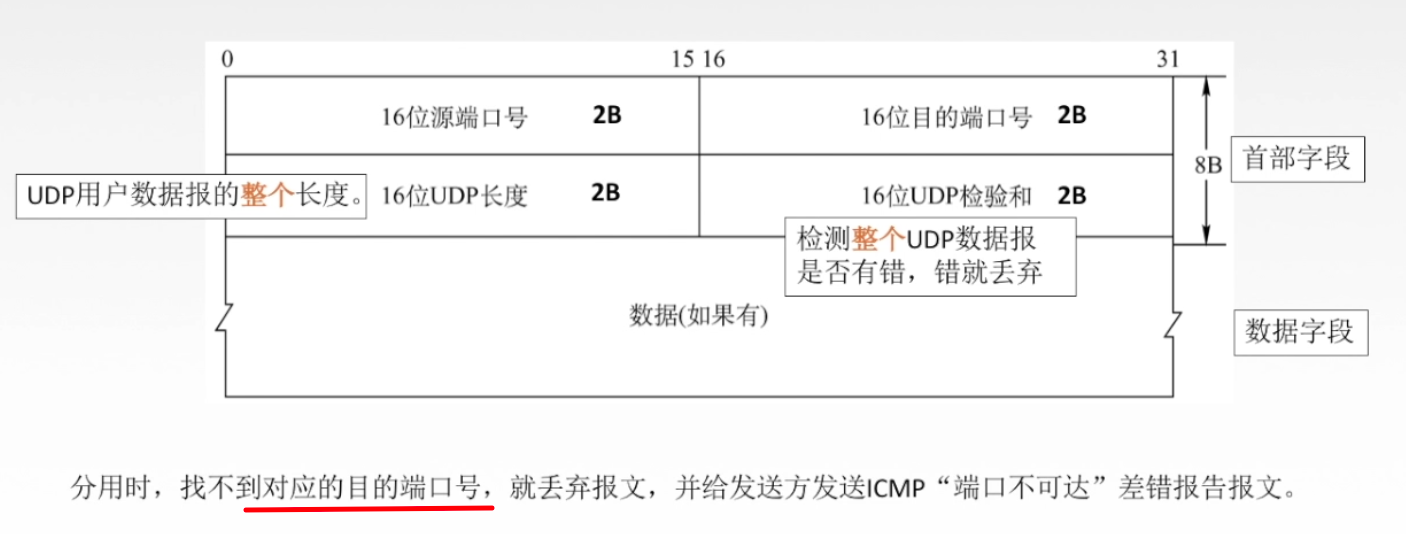 0 15 16 31
16位源端口号 2B 16位目的端口号 2B
首部字段
8B
UDP用户数据报的整个长度。 16位UDP长度 2B 16位UDP检验和 2B
检测整个UDP数据报
是否有错，错就丢弃
数据(如果有)
数据字段
分用时，找不到对应的目的端口号，就丢弃报文，并给发送方发送ICMP“端口不可达”差错报告报文。